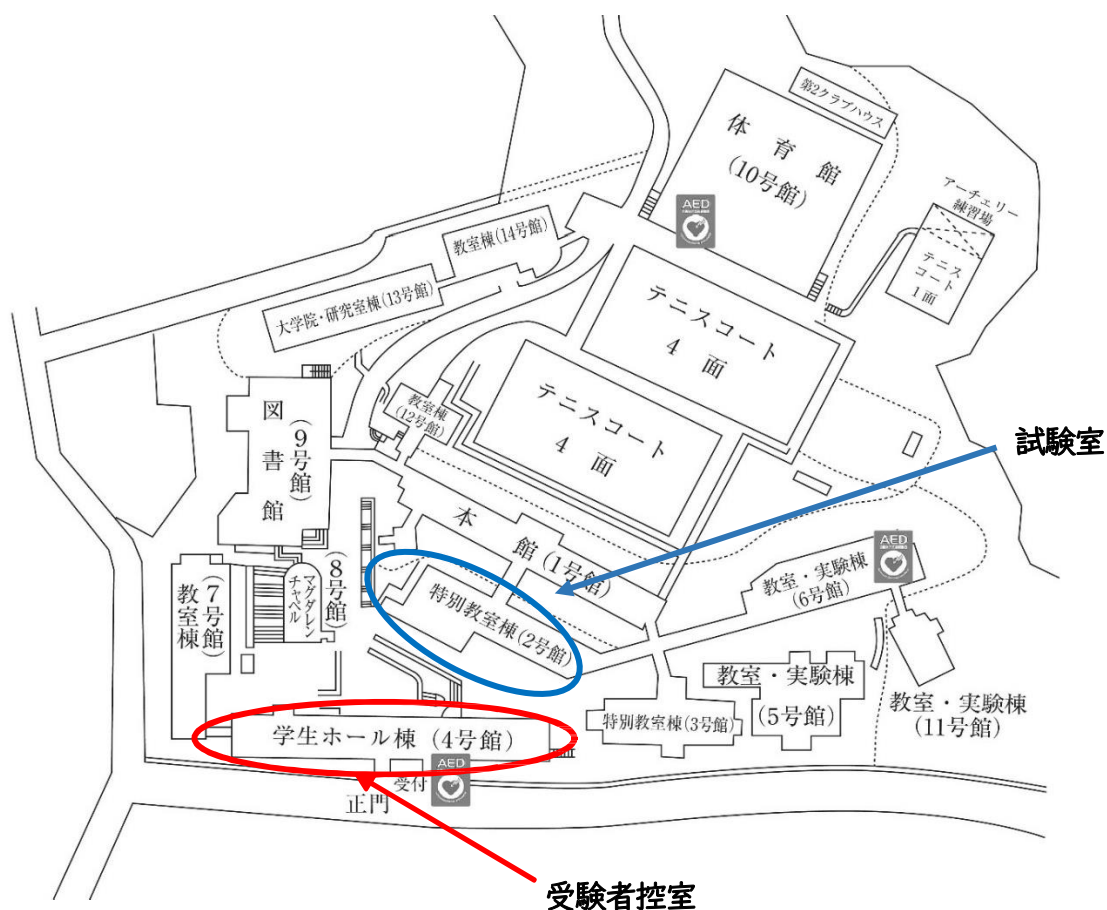 第2クラブハウス
体育館
(10号館)
AED
アーチェリー
練習場
テニス
コート
1面
教室棟(14号館)
大学院・研究室棟(13号館)
テニスコート
4面
テニスコート
4面
教室棟
(12号館)
図書館
(9号館)
試験室
本館(1号館)
AED
教室・実験棟
(6号館)
(8号館)
マグダレン
チャペル
(7号館)
教室棟
特別教室棟(2号館)
教室・実験棟
(5号館)
教室・実験棟
(11号館)
特別教室棟(3号館)
学生ホール棟(4号館)
AED
受付
正門
受験者控室